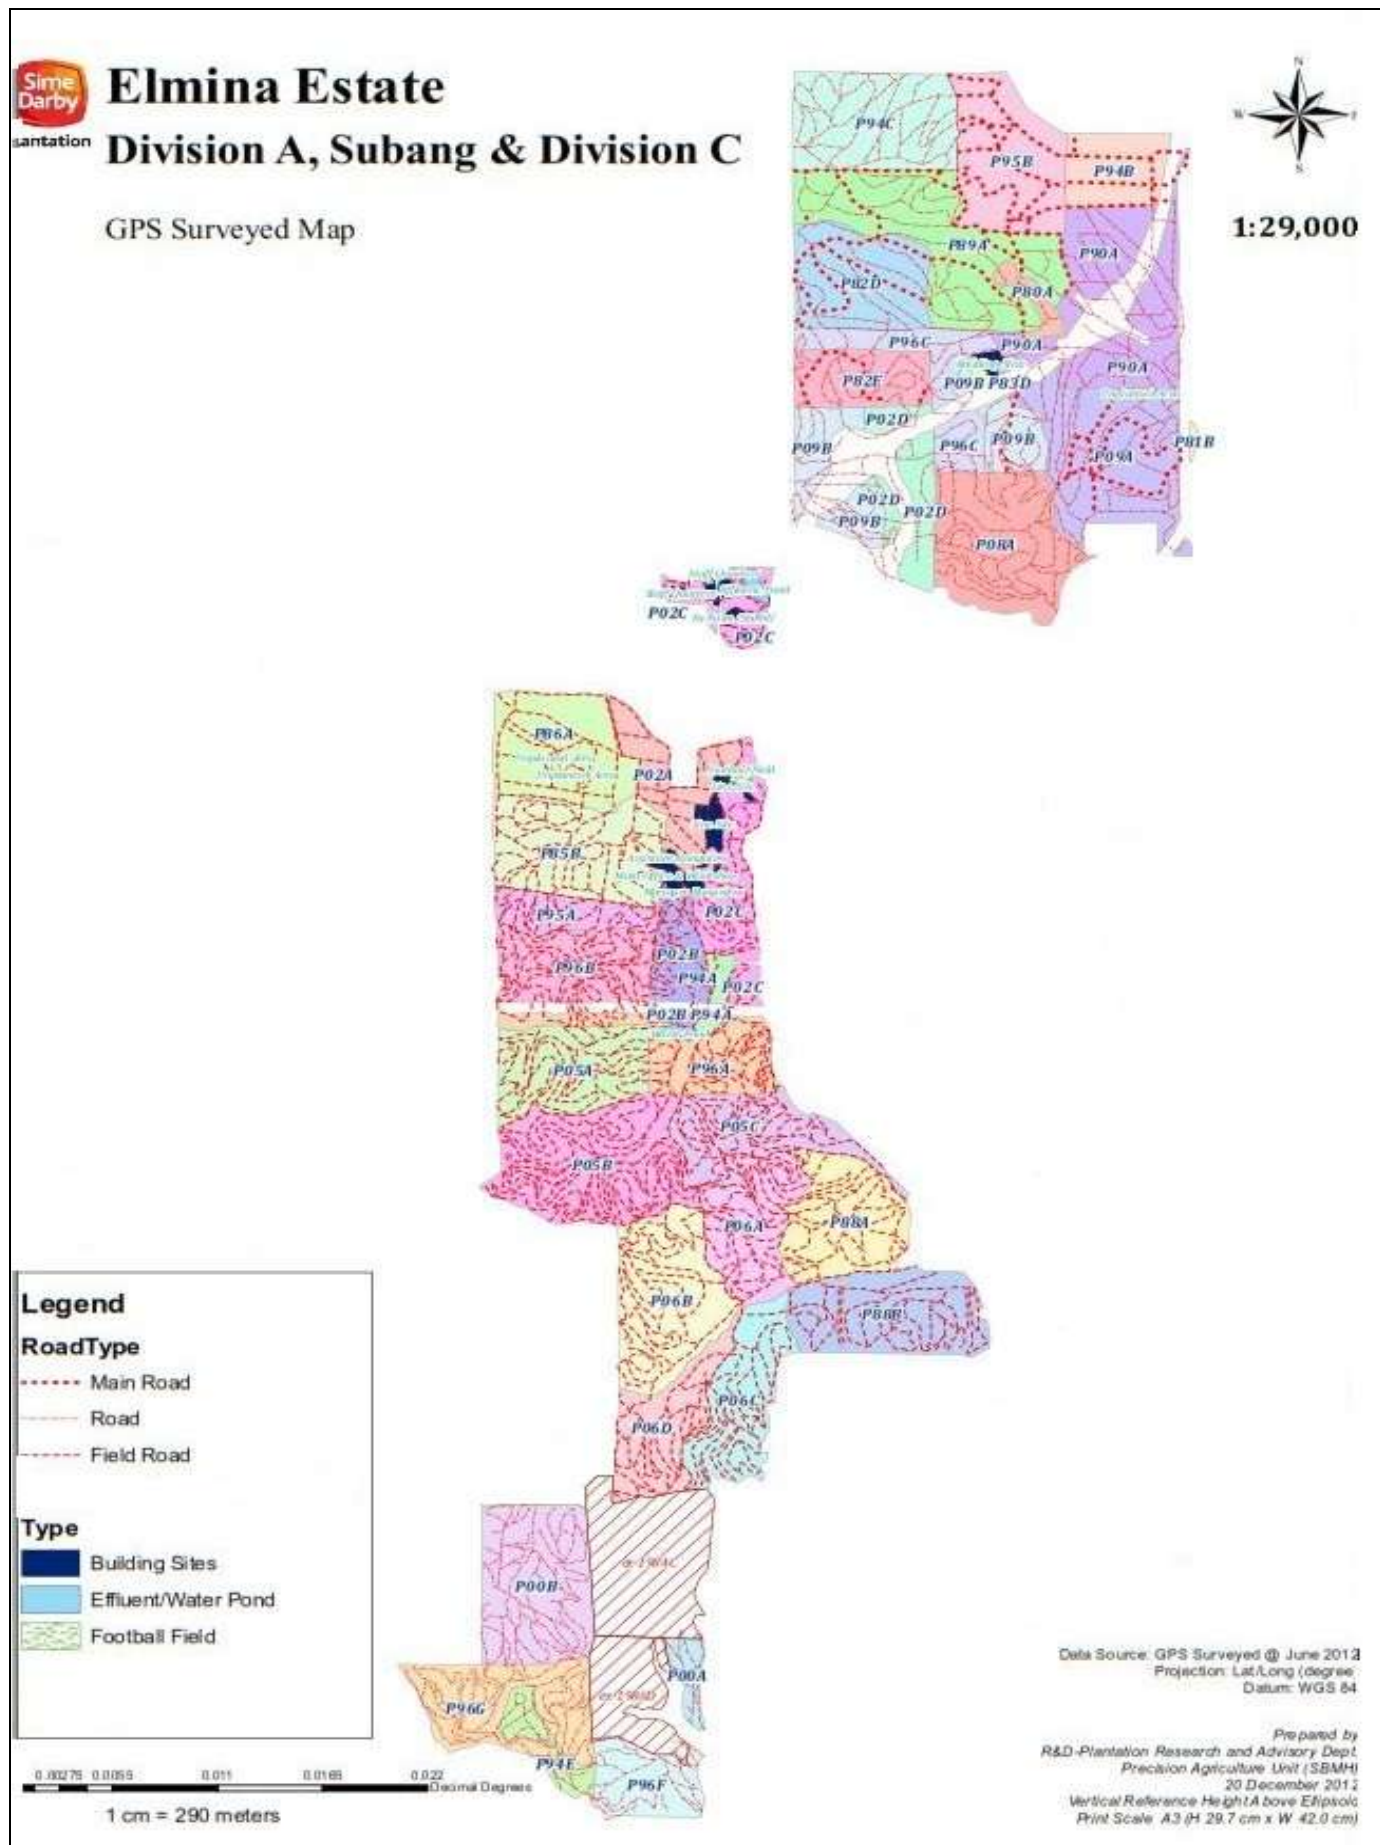 Sime
Darby
antation
Elmina Estate
Division A, Subang & Division C
GPS Surveyed Map
N
W
S
1:29,000
P94C
P95B
P94B
P89A
P90A
P82D
P80A
P96C
P90A
P90A
P82E
P09B
P83D
P02D
P09B
P96C
P09B
P09A
P81B
P02D
P09B
P02D
P08A
P02C
P02C
P86A
P02A
P85B
P95A
P02C
P02B
P96B
P94A
P02C
P02B
P94A
P05A
P96A
P05C
P05B
P06A
P88A
P06B
P88B
P06C
P06D
P00B
P00A
P96G
P94E
P96F
Legend
RoadType
Main Road
Road
Field Road
Type
Building Sites
Effluent/Water Pond
Football Field
0.00275 0.0055 0.011 0.0165 0.022
Decimal Degrees
1 cm = 290 meters
Data Source: GPS Surveyed @ June 2012
Projection: Lat/Long (degree
Datum: WGS 84
Prepared by
R&D-Plantation Research and Advisory Dept.
Precision Agriculture Unit (SBMH)
20 December 2012
Vertical Reference Height Above Ellipsoid
Print Scale A3 (H 29.7 cm x W 42.0 cm)